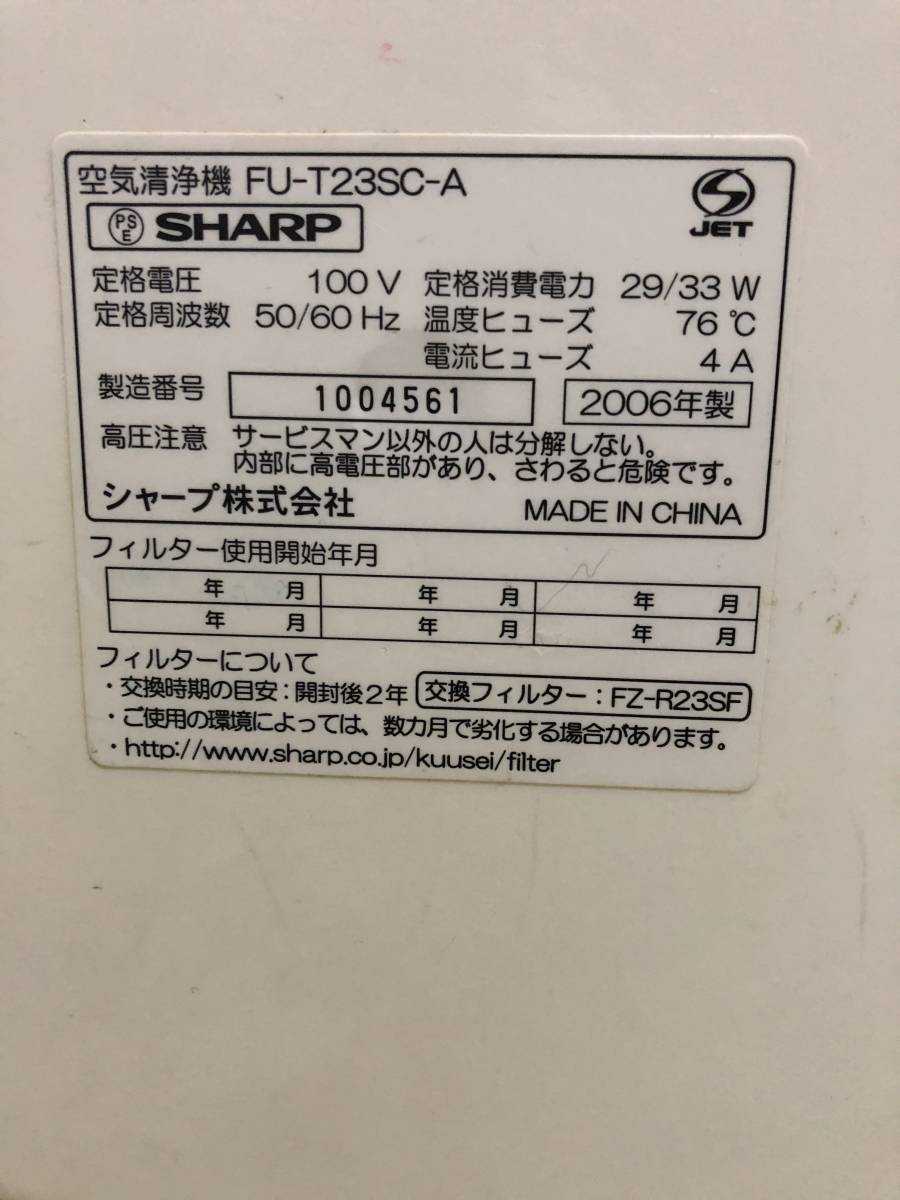 空気清浄機 FU-T23SC-A
PS E SHARP
JET
定格電圧 100 V 定格消費電力 29/33 W
定格周波数 50/60 Hz 温度ヒューズ 76 ℃
電流ヒューズ 4 A
製造番号 1004561 2006年製
高圧注意 サービスマン以外の人は分解しない。
内部に高電圧部があり、さわると危険です。
シャープ株式会社 MADE IN CHINA
フィルター使用開始年月
年 月 年 月 年 月
年 月 年 月 年 月
フィルターについて
・交換時期の目安：開封後2年 交換フィルター：FZ-R23SF
・ご使用の環境によっては、数カ月で劣化する場合があります。
・http://www.sharp.co.jp/kuusei/filter